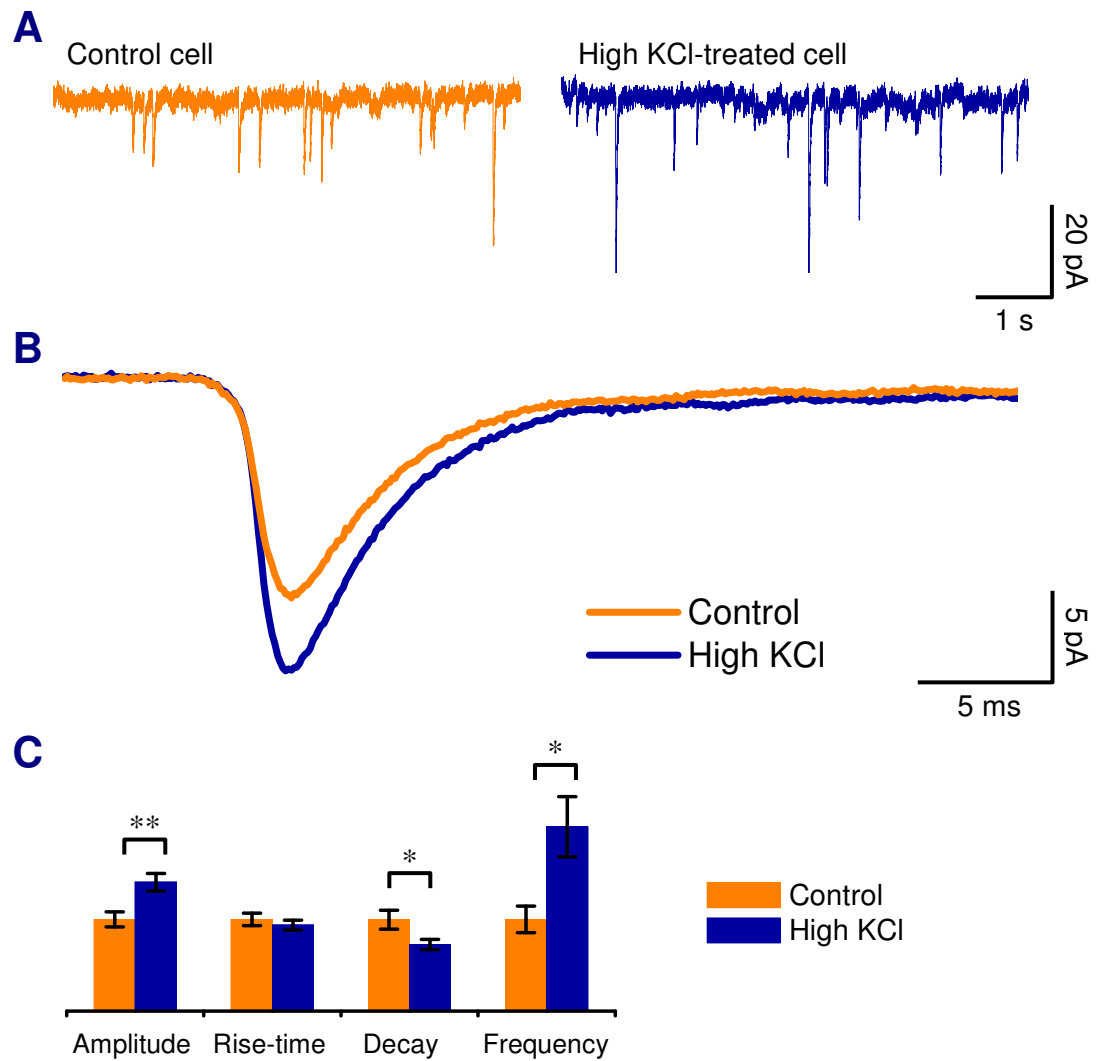 A
Control cell
High KCl-treated cell
20 pA
1 s
B
Control
High KCl
5 pA
5 ms
C
**
*
*
Control
High KCl
Amplitude
Rise-time
Decay
Frequency